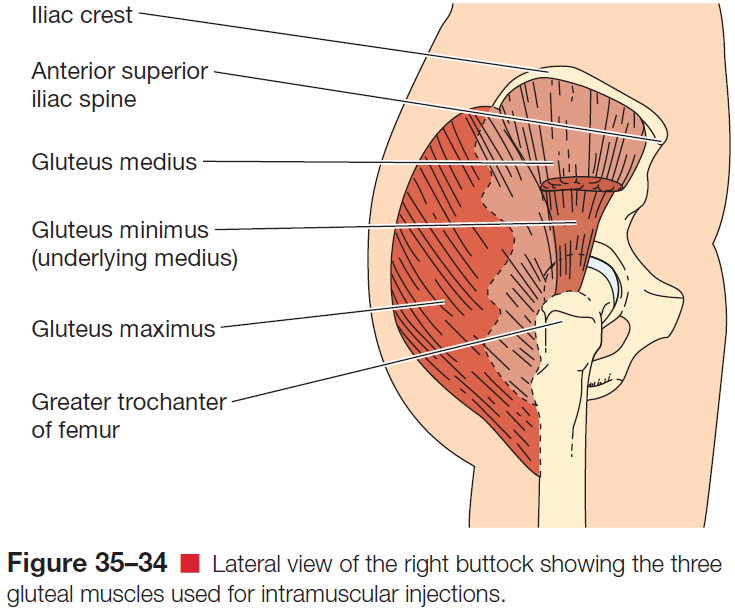 Iliac crest
Anterior superior
iliac spine
Gluteus medius
Gluteus minimus
(underlying medius)
Gluteus maximus
Greater trochanter
of femur
Figure 35–34 ■ Lateral view of the right buttock showing the three
gluteal muscles used for intramuscular injections.